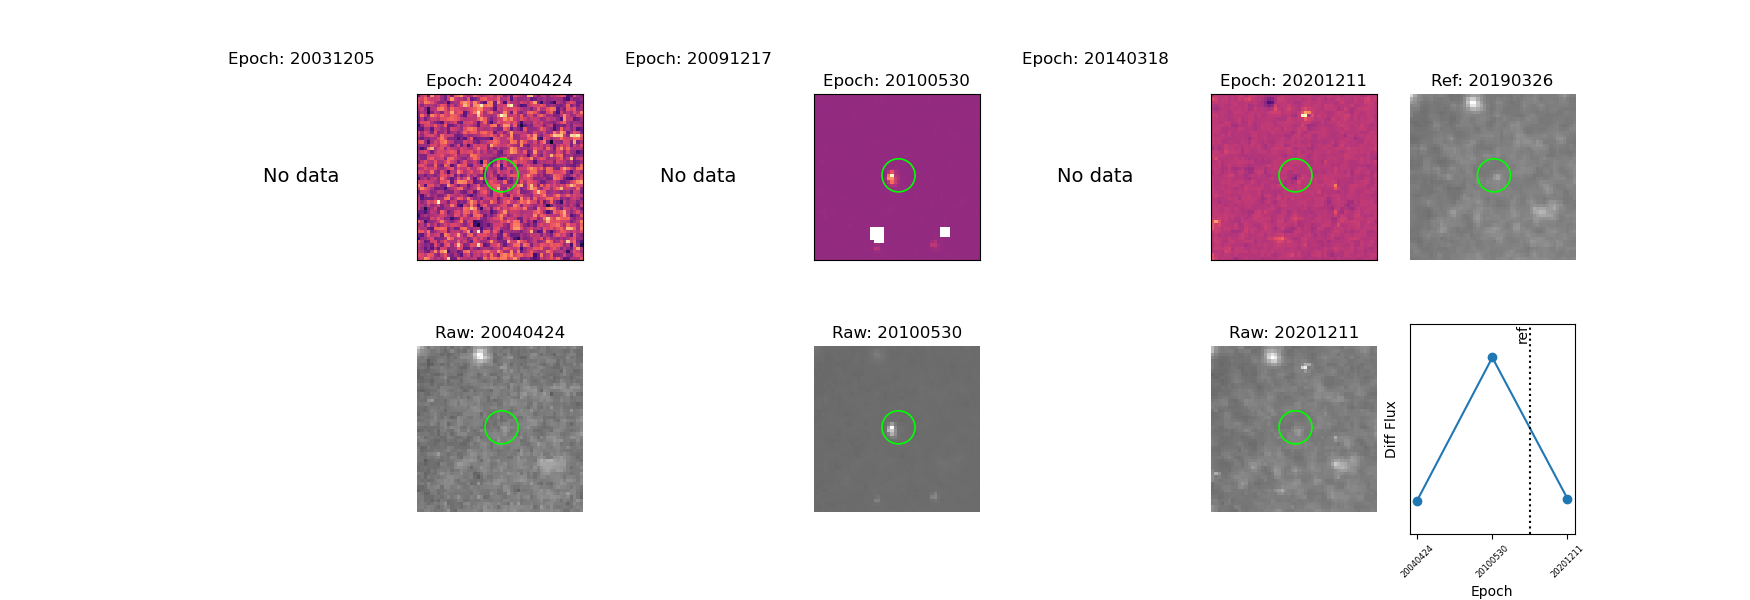 Epoch: 20031205
Epoch: 20091217
Epoch: 20140318
Epoch: 20040424
Epoch: 20100530
Epoch: 20201211
Ref: 20190326
No data
No data
No data
Raw: 20040424
Raw: 20100530
Raw: 20201211
ref
Diff Flux
20040424
20100530
20201211
Epoch